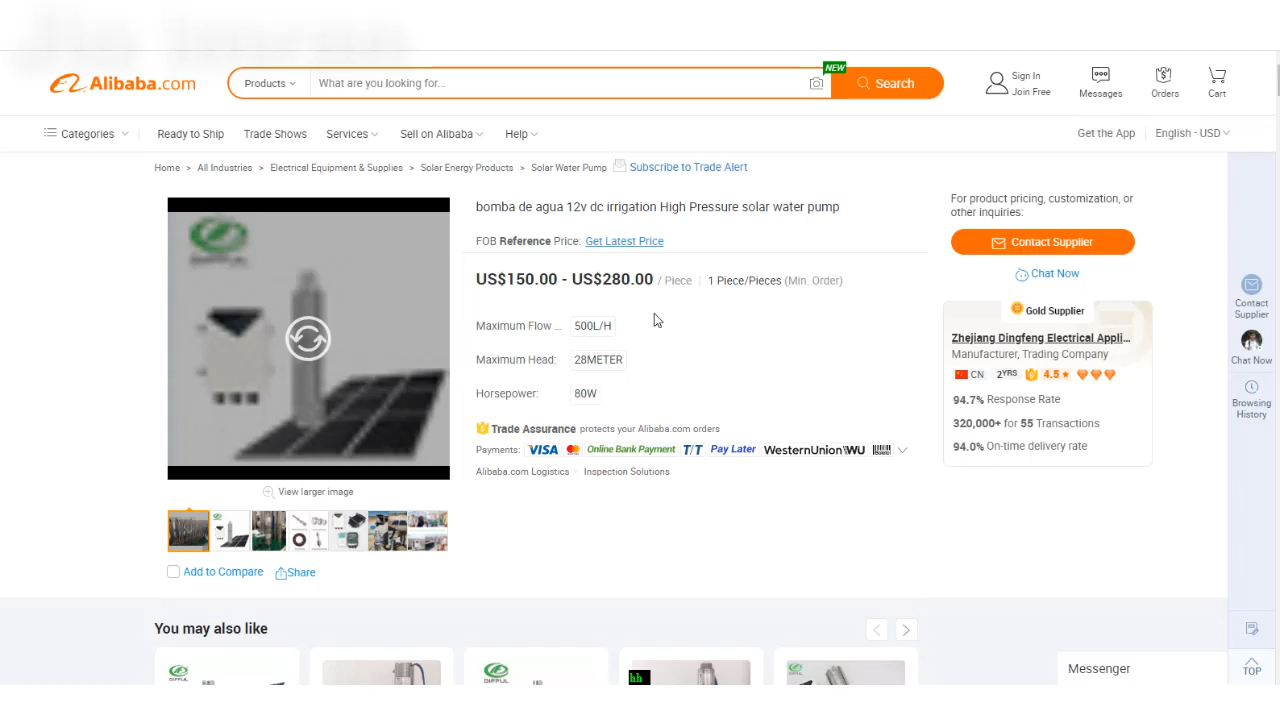 Alibaba.com
Products
What are you looking for...
NEW
Search
Sign In
Join Free
Messages
Orders
Cart
Categories
Ready to Ship
Trade Shows
Services
Sell on Alibaba
Help
Get the App
English - USD
Home > All Industries > Electrical Equipment & Supplies > Solar Energy Products > Solar Water Pump
Subscribe to Trade Alert
bomba de agua 12v dc irrigation High Pressure solar water pump
FOB Reference Price: Get Latest Price
US$150.00 - US$280.00 / Piece | 1 Piece/Pieces (Min. Order)
Maximum Flow ... 500L/H
Maximum Head: 28METER
Horsepower: 80W
Trade Assurance protects your Alibaba.com orders
Payments: VISA Online Bank Payment T/T Pay Later WesternUnion WU
Alibaba.com Logistics · Inspection Solutions
View larger image
Add to Compare
Share
For product pricing, customization, or
other inquiries:
Contact Supplier
Chat Now
Gold Supplier
Zhejiang Dingfeng Electrical Appli...
Manufacturer, Trading Company
CN 2YRS 4.5
94.7% Response Rate
320,000+ for 55 Transactions
94.0% On-time delivery rate
Contact
Supplier
Chat Now
Browsing
History
You may also like
DIFFUL
DIFFUL
hh
Messenger
TOP